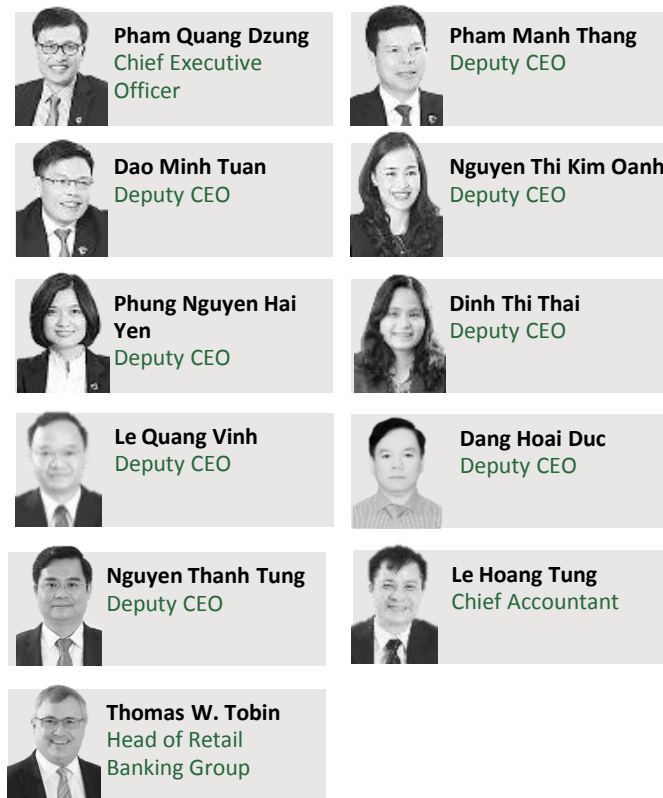 Pham Quang Dzung
Chief Executive
Officer
Pham Manh Thang
Deputy CEO
Dao Minh Tuan
Deputy CEO
Nguyen Thi Kim Oanh
Deputy CEO
Phung Nguyen Hai
Yen
Deputy CEO
Dinh Thi Thai
Deputy CEO
Le Quang Vinh
Deputy CEO
Dang Hoai Duc
Deputy CEO
Nguyen Thanh Tung
Deputy CEO
Le Hoang Tung
Chief Accountant
Thomas W. Tobin
Head of Retail
Banking Group